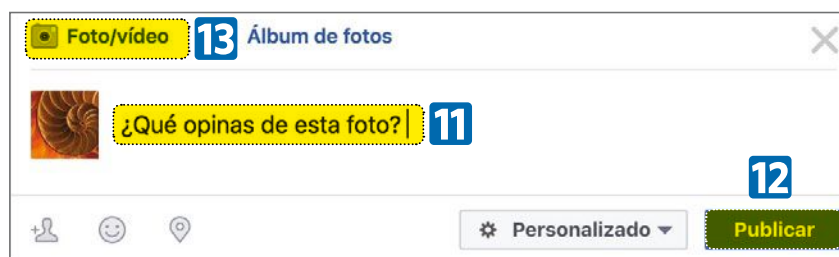 Foto/vídeo 13 Álbum de fotos
¿Qué opinas de esta foto? 11
12
Personalizado Publicar